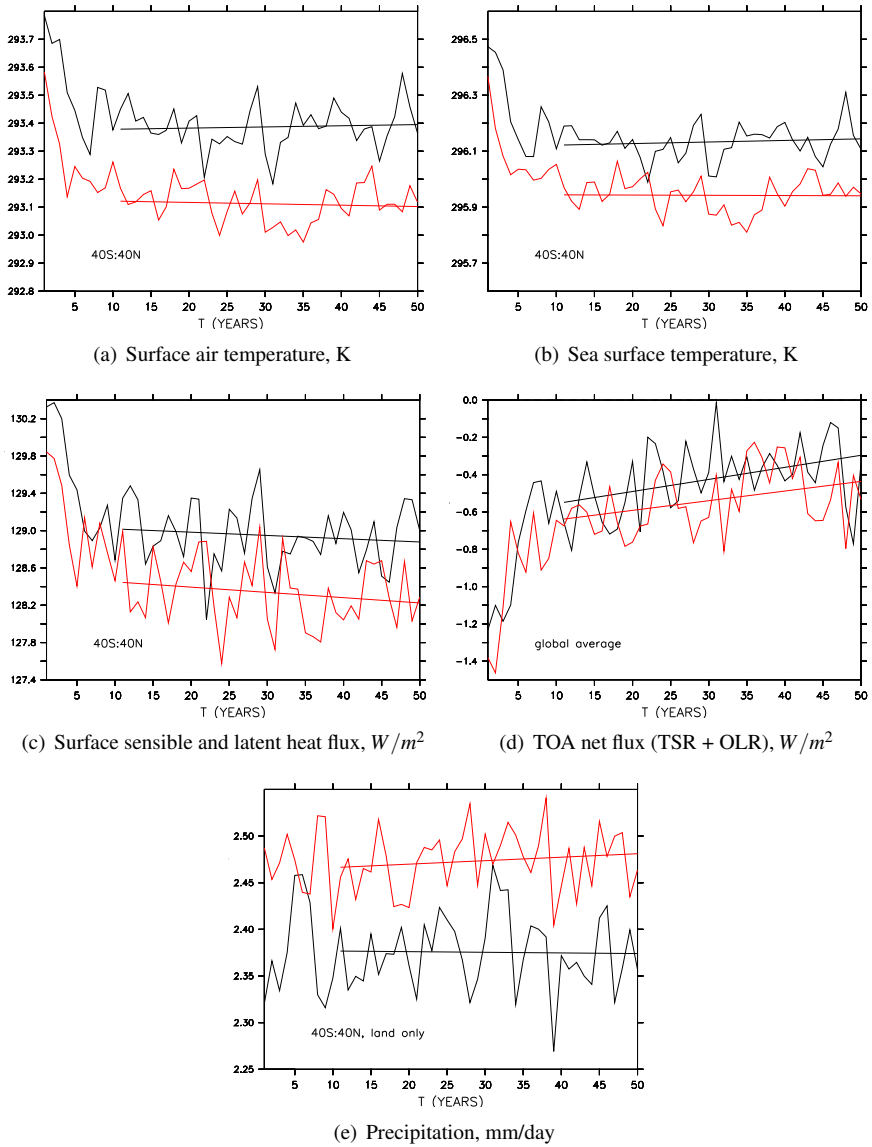 293.7
293.6
293.5
293.4
293.3
293.2
293.1
293.0
292.9
292.8
40S:40N
5 10 15 20 25 30 35 40 45 50
T (YEARS)
(a) Surface air temperature, K
296.5
296.3
296.1
295.9
295.7
40S:40N
5 10 15 20 25 30 35 40 45 50
T (YEARS)
(b) Sea surface temperature, K
130.2
129.8
129.4
129.0
128.6
128.2
127.8
127.4
40S:40N
5 10 15 20 25 30 35 40 45 50
T (YEARS)
(c) Surface sensible and latent heat flux, W/m²
0.0
−0.2
−0.4
−0.6
−0.8
−1.0
−1.2
−1.4
global average
5 10 15 20 25 30 35 40 45 50
T (YEARS)
(d) TOA net flux (TSR + OLR), W/m²
2.50
2.45
2.40
2.35
2.30
2.25
40S:40N, land only
5 10 15 20 25 30 35 40 45 50
T (YEARS)
(e) Precipitation, mm/day